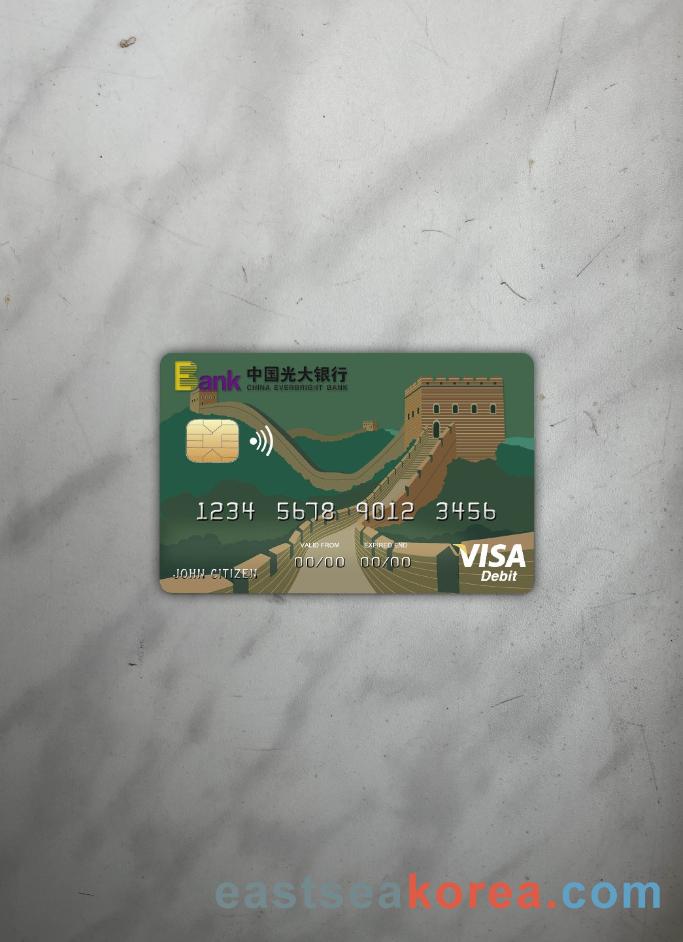 Bank 中国光大银行
CHINA EVERBRIGHT BANK
1234 5678 9012 3456
VALID FROM EXPIRED END
00/00 00/00
JOHN CITIZEN
VISA
Debit
eastseakorea.com